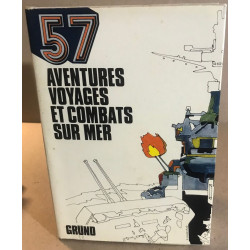 57
AVENTURES
VOYAGES
ET COMBATS
SUR MER
GRUND